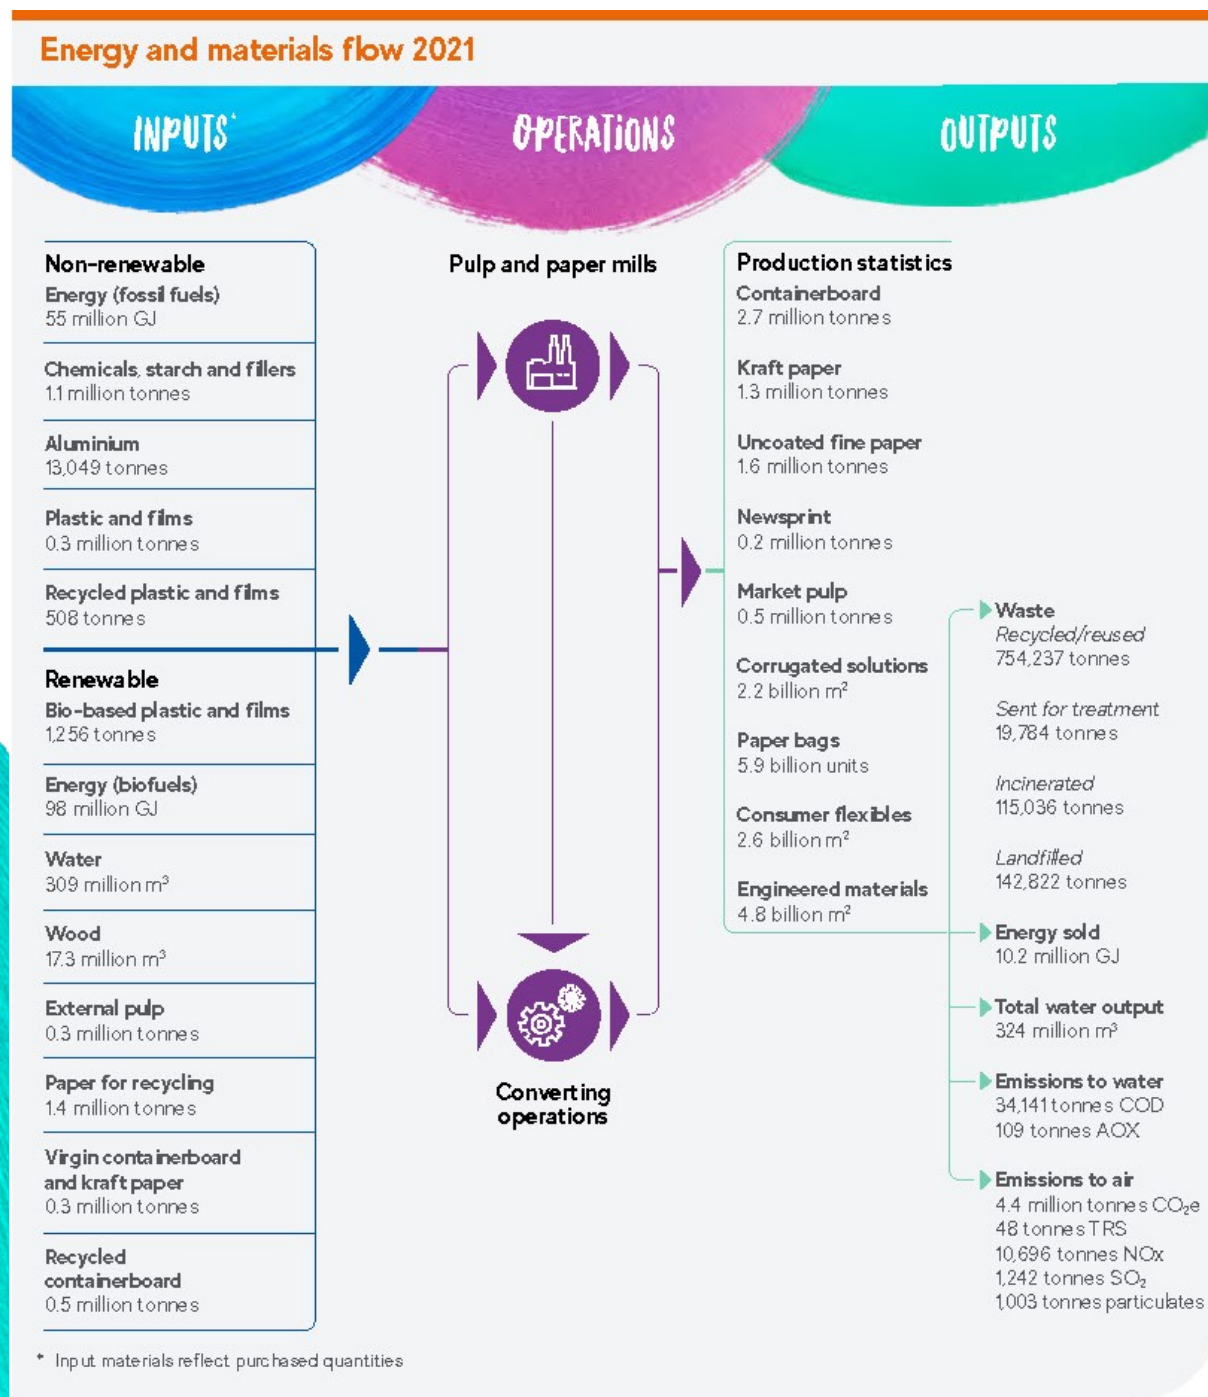 Energy and materials flow 2021
INPUTS*
OPERATIONS
OUTPUTS
Non-renewable
Energy (fossil fuels)
55 million GJ
Chemicals, starch and fillers
1.1 million tonnes
Aluminium
13,049 tonnes
Plastic and films
0.3 million tonnes
Recycled plastic and films
508 tonnes
Renewable
Bio-based plastic and films
1,256 tonnes
Energy (biofuels)
98 million GJ
Water
309 million m³
Wood
17.3 million m³
External pulp
0.3 million tonnes
Paper for recycling
1.4 million tonnes
Virgin containerboard
and kraft paper
0.3 million tonnes
Recycled
containerboard
0.5 million tonnes
Pulp and paper mills
Converting
operations
Production statistics
Containerboard
2.7 million tonnes
Kraft paper
1.3 million tonnes
Uncoated fine paper
1.6 million tonnes
Newsprint
0.2 million tonnes
Market pulp
0.5 million tonnes
Corrugated solutions
2.2 billion m²
Paper bags
5.9 billion units
Consumer flexibles
2.6 billion m²
Engineered materials
4.8 billion m²
Waste
Recycled/reused
754,237 tonnes
Sent for treatment
19,784 tonnes
Incinerated
115,036 tonnes
Landfilled
142,822 tonnes
Energy sold
10.2 million GJ
Total water output
324 million m³
Emissions to water
34,141 tonnes COD
109 tonnes AOX
Emissions to air
4.4 million tonnes CO₂e
48 tonnes TRS
10,696 tonnes NOx
1,242 tonnes SO₂
1,003 tonnes particulates
* Input materials reflect purchased quantities